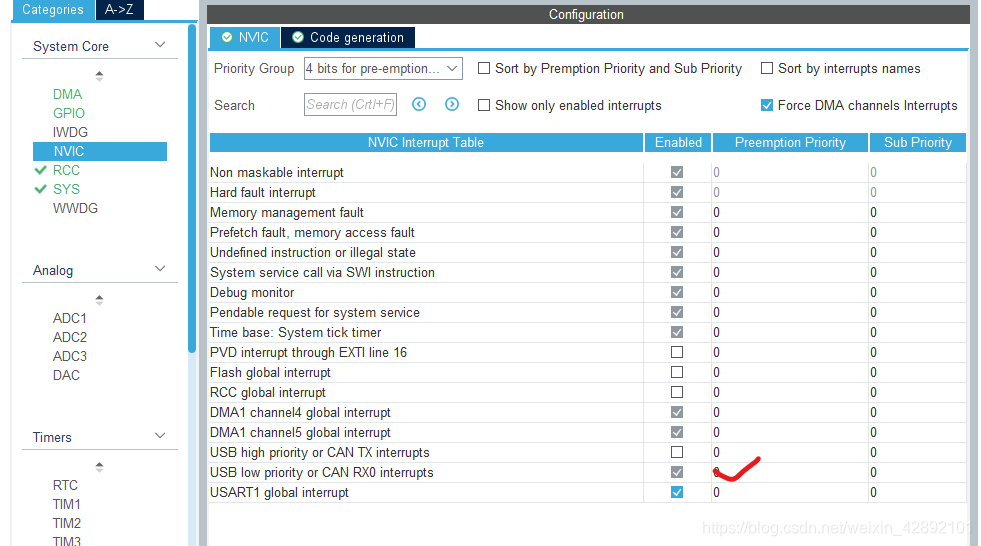 Categories A->Z
System Core
DMA
GPIO
IWDG
NVIC
RCC
SYS
WWDG
Analog
ADC1
ADC2
ADC3
DAC
Timers
RTC
TIM1
TIM2
TIM3
Configuration
NVIC Code generation
Priority Group 4 bits for pre-emption... Sort by Premption Priority and Sub Priority Sort by interrupts names
Search Search (Crtl+F) Show only enabled interrupts Force DMA channels Interrupts
NVIC Interrupt Table Enabled Preemption Priority Sub Priority
Non maskable interrupt 0 0
Hard fault interrupt 0 0
Memory management fault 0 0
Prefetch fault, memory access fault 0 0
Undefined instruction or illegal state 0 0
System service call via SWI instruction 0 0
Debug monitor 0 0
Pendable request for system service 0 0
Time base: System tick timer 0 0
PVD interrupt through EXTI line 16 0 0
Flash global interrupt 0 0
RCC global interrupt 0 0
DMA1 channel4 global interrupt 0 0
DMA1 channel5 global interrupt 0 0
USB high priority or CAN TX interrupts 0 0
USB low priority or CAN RX0 interrupts 0 0
USART1 global interrupt 0 0